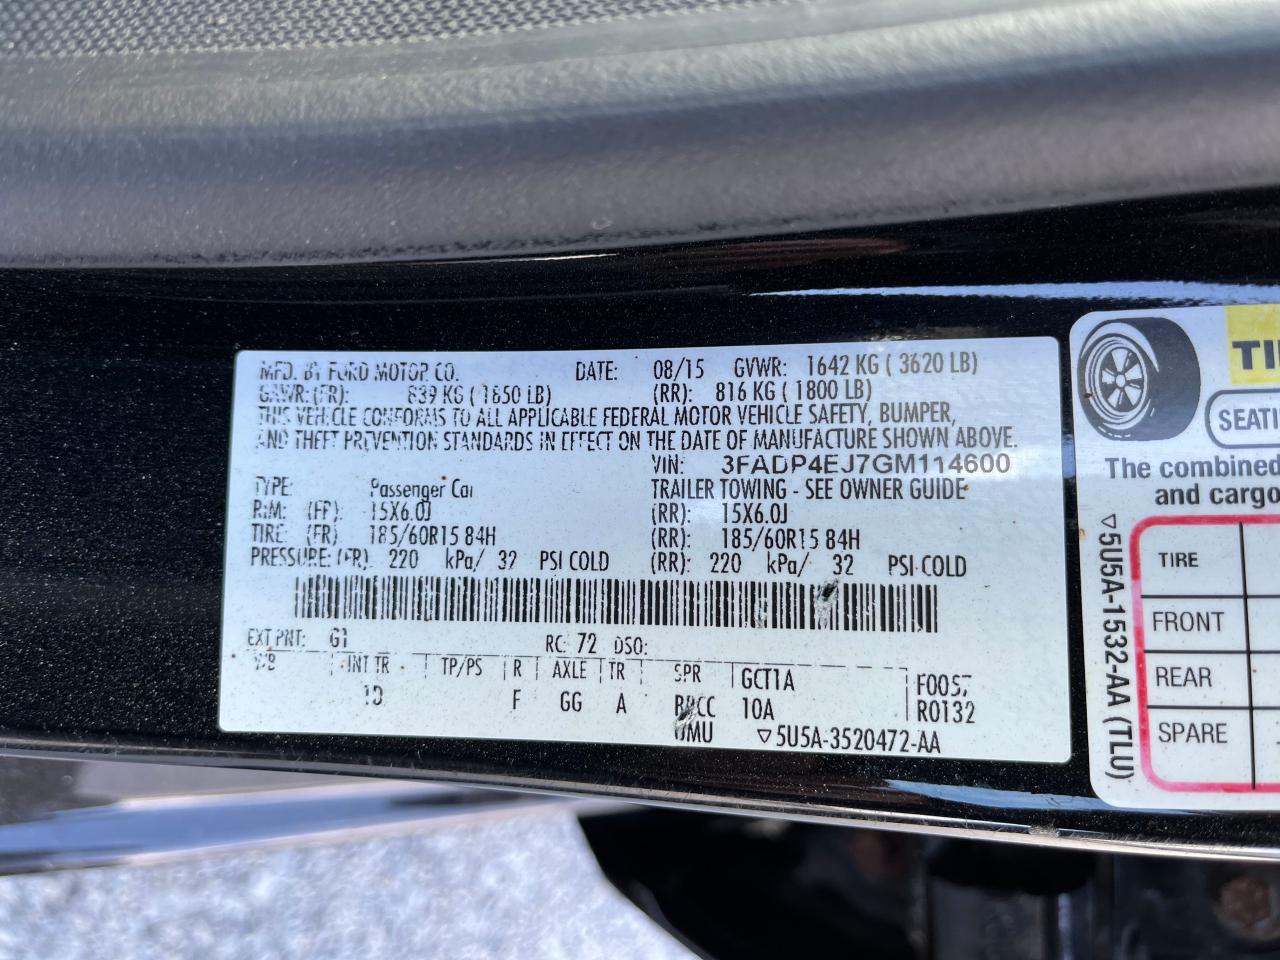 MFD. BY FORD MOTOR CO. DATE: 08/15 GVWR: 1642 KG ( 3620 LB)
GAWR: (FR): 839 KG ( 1850 LB) (RR): 816 KG ( 1800 LB)
THIS VEHICLE CONFORMS TO ALL APPLICABLE FEDERAL MOTOR VEHICLE SAFETY, BUMPER,
AND THEFT PREVENTION STANDARDS IN EFFECT ON THE DATE OF MANUFACTURE SHOWN ABOVE.
VIN: 3FADP4EJ7GM114600
TYPE: Passenger Car TRAILER TOWING - SEE OWNER GUIDE
RIM: (FR): 15X6.0J (RR): 15X6.0J
TIRE: (FR) 185/60R15 84H (RR): 185/60R15 84H
PRESSURE: (FR) 220 kPa/ 32 PSI COLD (RR): 220 kPa/ 32 PSI COLD
EXT PNT: G1 RC: 72 DSO:
WB INT TR TP/PS R AXLE TR SPR GCT1A
F GG A 10A R0132
WMU ▽5U5A-3520472-AA
TI
SEATI
The combined
and cargo
TIRE
FRONT
REAR
SPARE
▽5U5A-1532-AA (TLU)